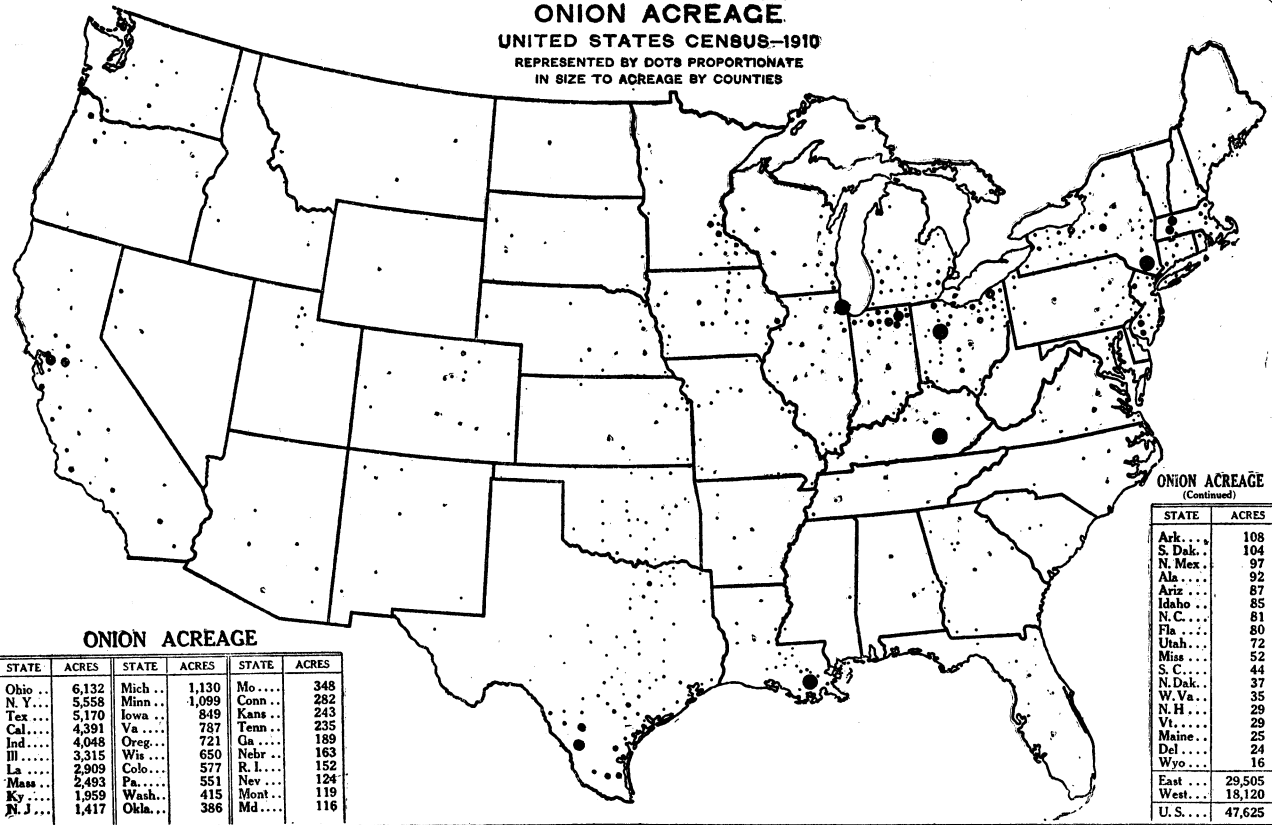 ONION ACREAGE
UNITED STATES CENSUS—1910
REPRESENTED BY DOTS PROPORTIONATE
IN SIZE TO ACREAGE BY COUNTIES
ONION ACREAGE
STATE ACRES STATE ACRES STATE ACRES
Ohio .. 6,132 Mich .. 1,130 Mo .... 348
N. Y... 5,558 Minn .. 1,099 Conn .. 282
Tex ... 5,170 Iowa .. 849 Kans .. 243
Cal.... 4,391 Va .... 787 Tenn .. 235
Ind.... 4,048 Oreg... 721 Ga .... 189
Ill..... 3,315 Wis ... 650 Nebr .. 163
La .... 2,909 Colo... 577 R. I.... 152
Mass .. 2,493 Pa..... 551 Nev ... 124
Ky .... 1,959 Wash.. 415 Mont .. 119
N. J ... 1,417 Okla... 386 Md .... 116
ONION ACREAGE
(Continued)
STATE ACRES
Ark.... 108
S. Dak.. 104
N. Mex.. 97
Ala .... 92
Ariz ... 87
Idaho .. 85
N. C.... 81
Fla .... 80
Utah... 72
Miss ... 52
S. C.... 44
N. Dak. 37
W. Va.. 35
N. H ... 29
Vt..... 29
Maine.. 25
Del .... 24
Wyo ... 16
East ... 29,505
West... 18,120
U. S.... 47,625